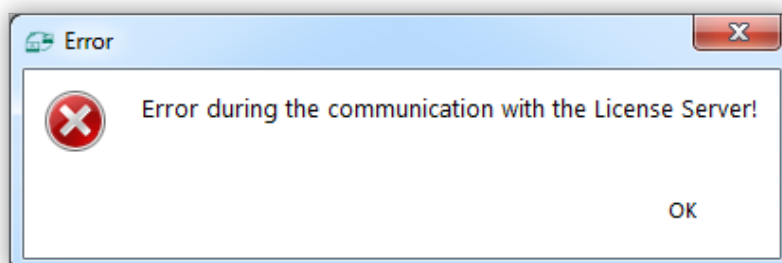 Error
Error during the communication with the License Server!
OK